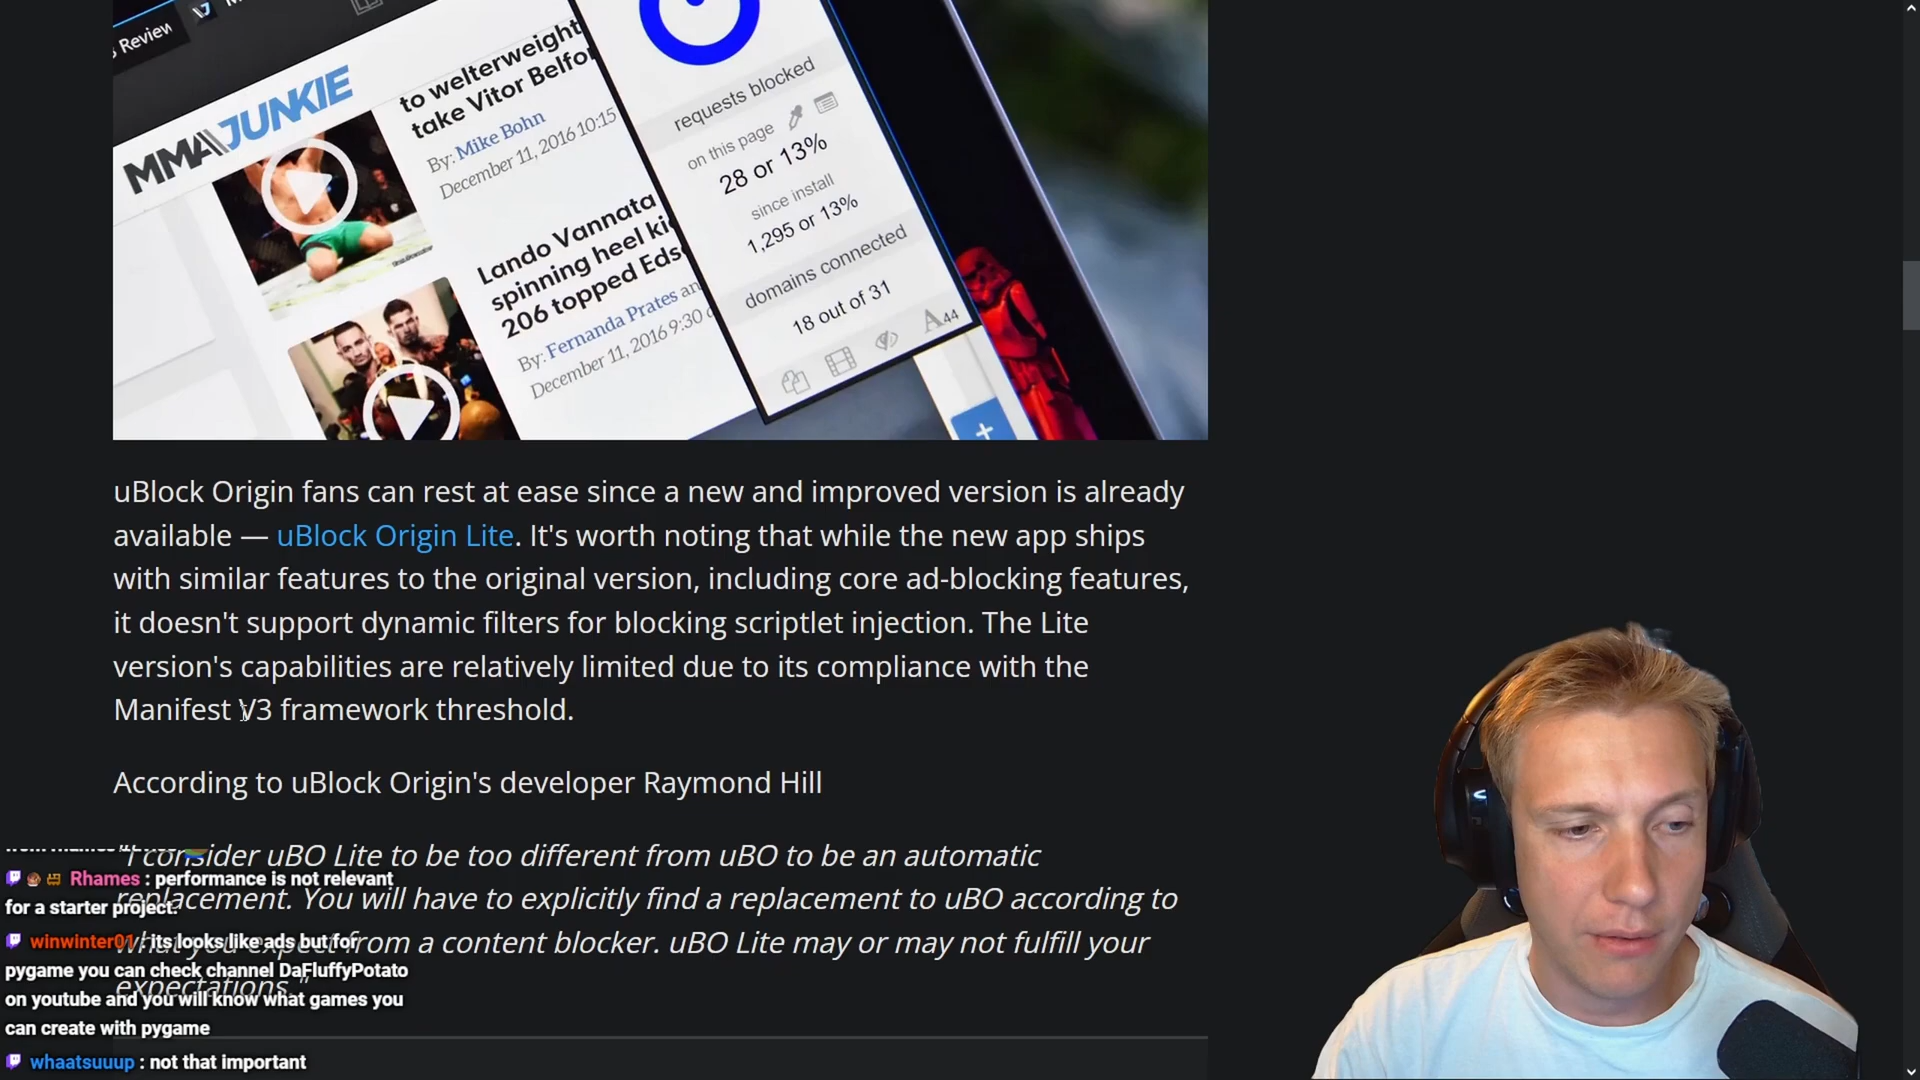 Review
MMA JUNKIE
to welterweight
take Vitor Belfor
By: Mike Bohn
December 11, 2016 10:15
Lando Vannata
spinning heel ki
206 topped Eds
By: Fernanda Prates an
December 11, 2016 9:30
requests blocked
on this page
28 or 13%
since install
1,295 or 13%
domains connected
18 out of 31
A44
uBlock Origin fans can rest at ease since a new and improved version is already
available — uBlock Origin Lite. It's worth noting that while the new app ships
with similar features to the original version, including core ad-blocking features,
it doesn't support dynamic filters for blocking scriptlet injection. The Lite
version's capabilities are relatively limited due to its compliance with the
Manifest V3 framework threshold.
According to uBlock Origin's developer Raymond Hill
"I consider uBO Lite to be too different from uBO to be an automatic
replacement. You will have to explicitly find a replacement to uBO according to
what you expect from a content blocker. uBO Lite may or may not fulfill your
expectations."
Rhames : performance is not relevant
for a starter project.
winwinter01 : its looks like ads but for
pygame you can check channel DaFluffyPotato
on youtube and you will know what games you
can create with pygame
whaatsuuup : not that important